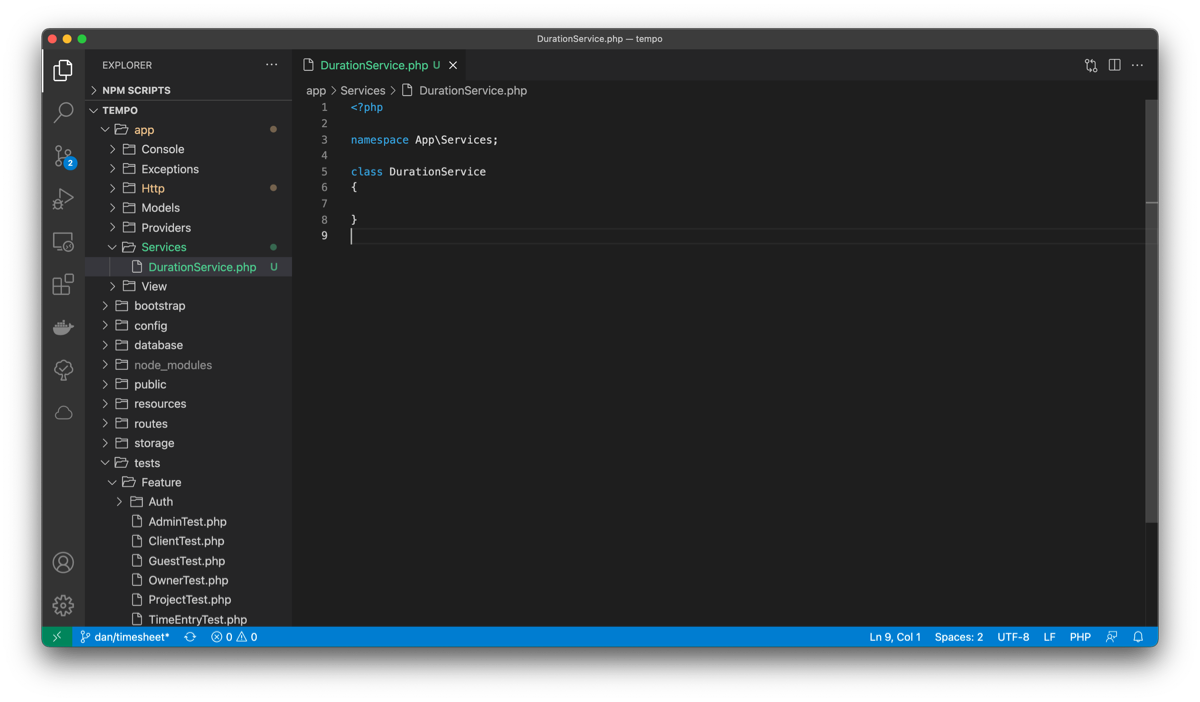 DurationService.php — tempo
EXPLORER
NPM SCRIPTS
TEMPO
app
Console
Exceptions
Http
Models
Providers
Services
DurationService.php U
View
bootstrap
config
database
node_modules
public
resources
routes
storage
tests
Feature
Auth
AdminTest.php
ClientTest.php
GuestTest.php
OwnerTest.php
ProjectTest.php
TimeEntryTest.php
2
DurationService.php U
app > Services > DurationService.php
1 <?php
2
3 namespace App\Services;
4
5 class DurationService
6 {
7
8 }
9
dan/timesheet* 0 0 Ln 9, Col 1 Spaces: 2 UTF-8 LF PHP